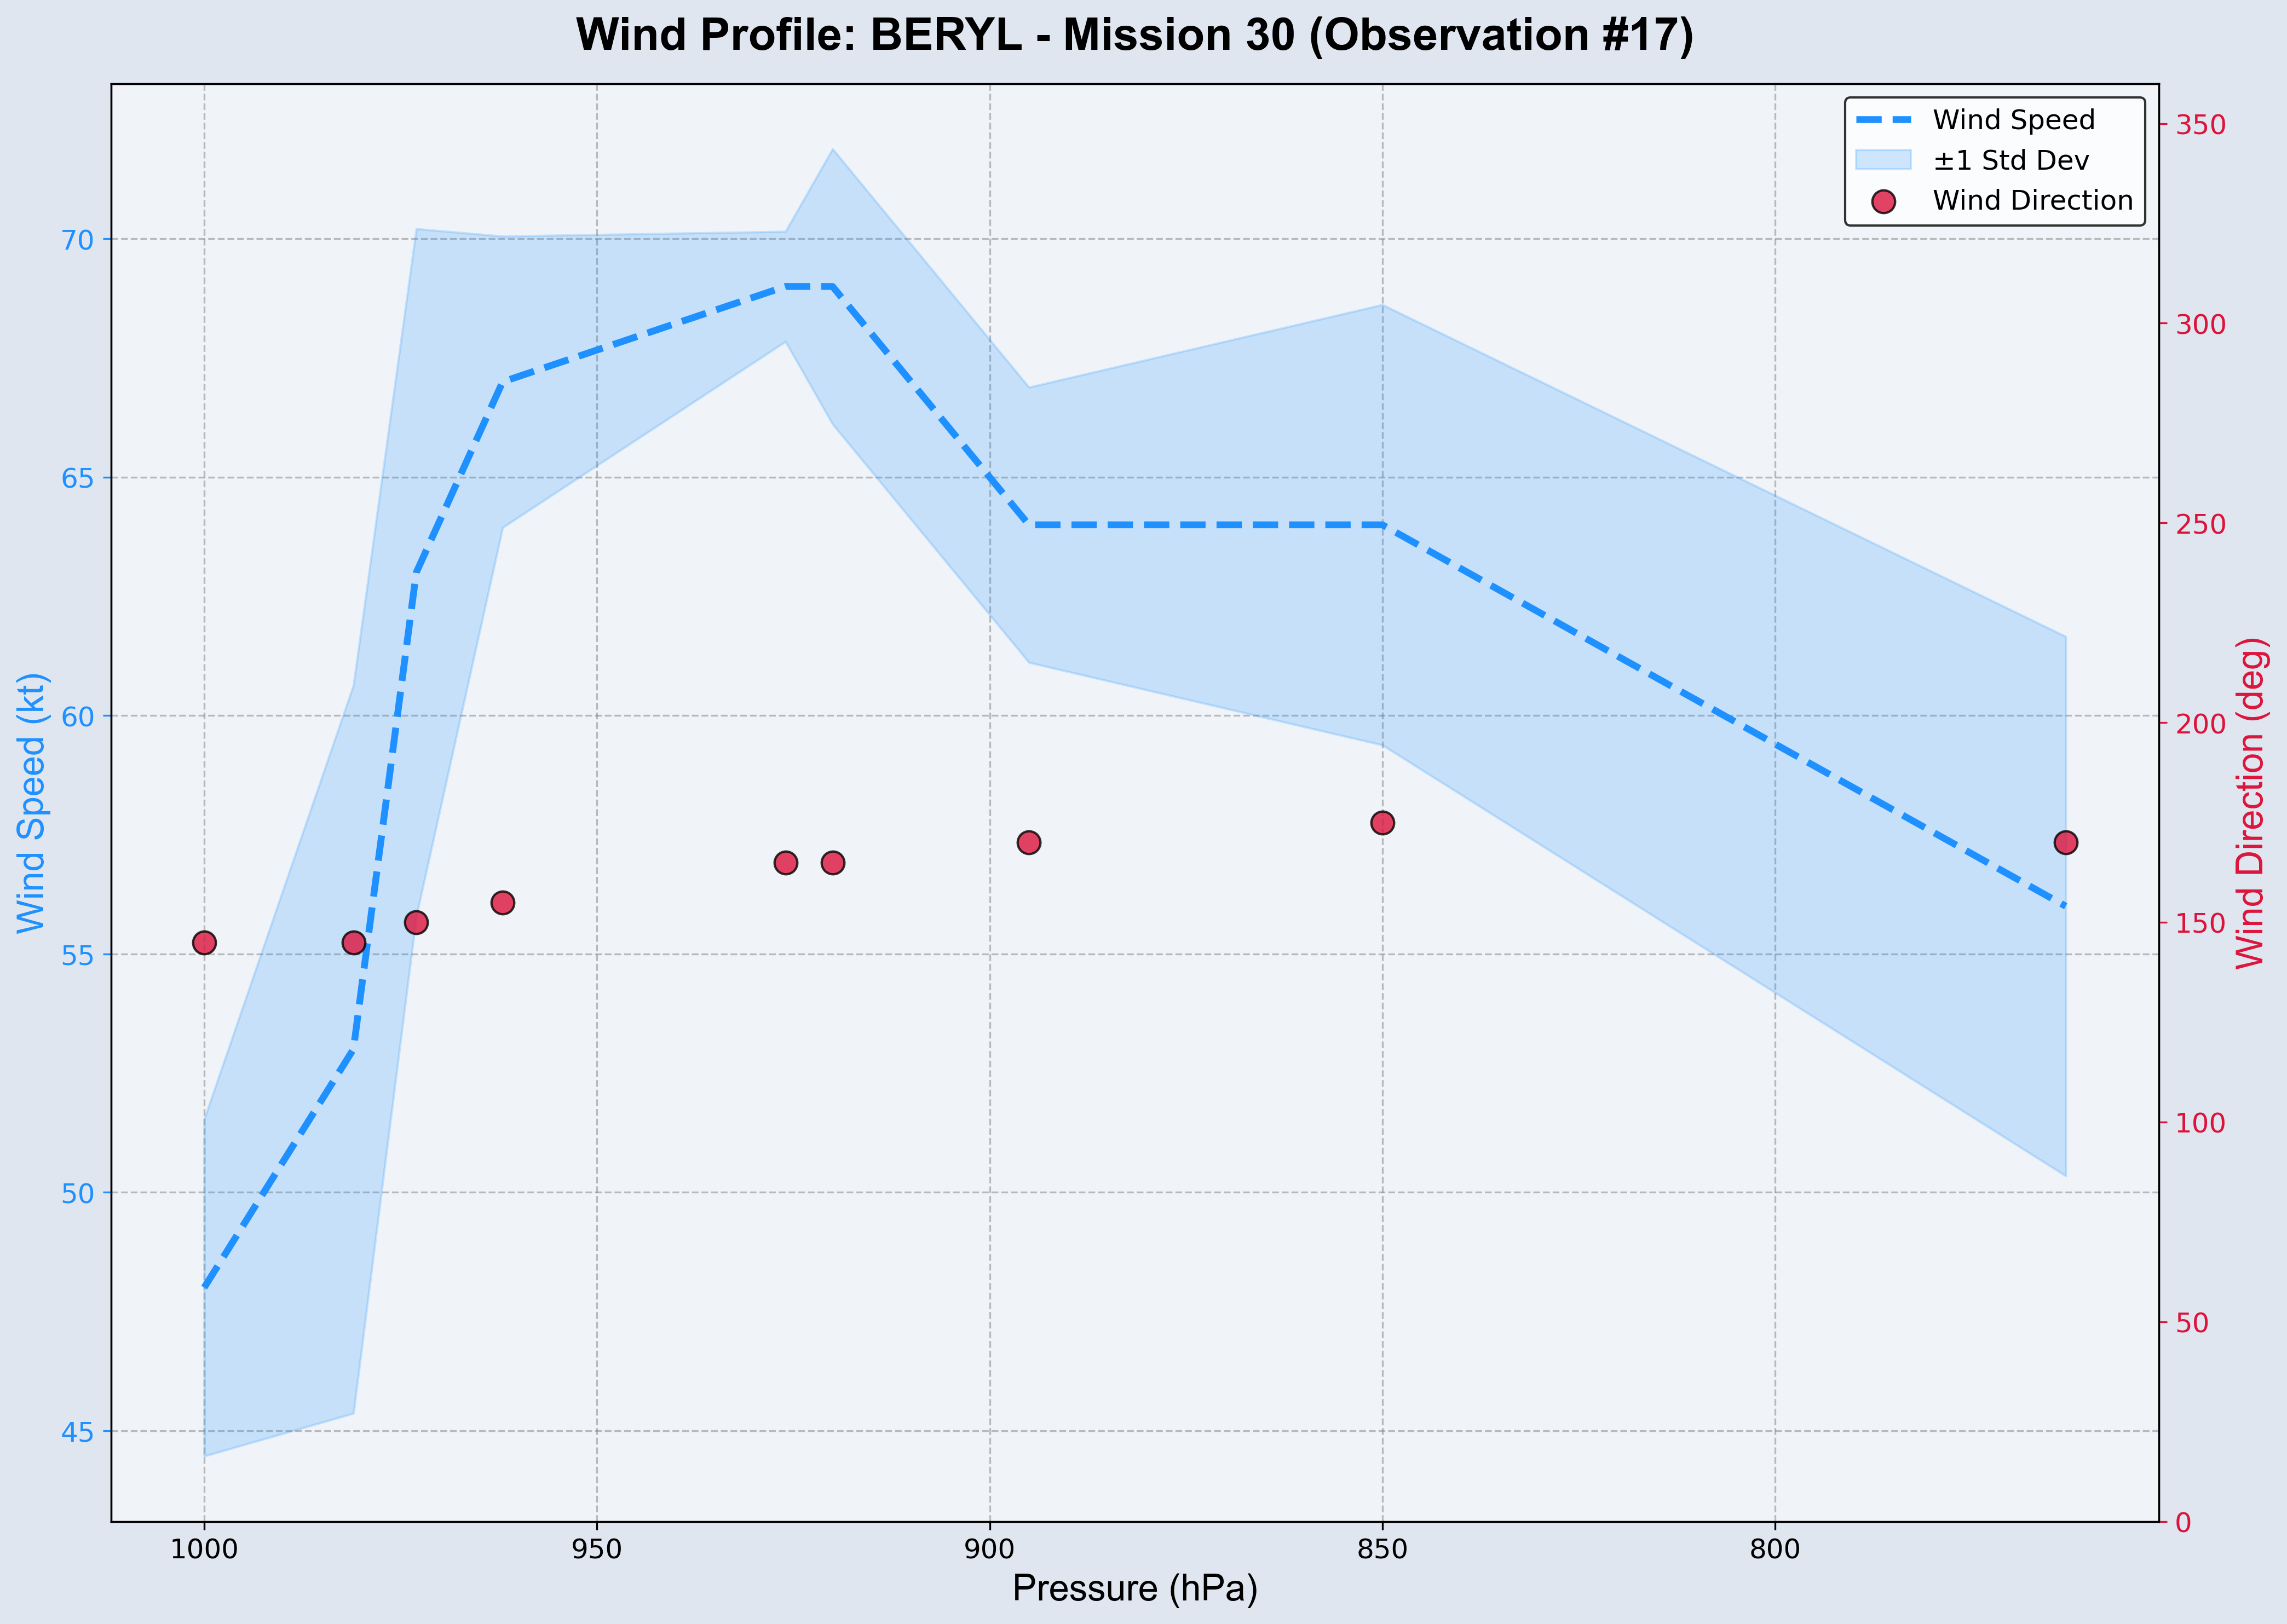 Wind Profile: BERYL - Mission 30 (Observation #17)
Wind Speed
±1 Std Dev
Wind Direction
Wind Speed (kt)
70
65
60
55
50
45
350
300
250
200
150
100
50
0
Wind Direction (deg)
1000
950
900
850
800
Pressure (hPa)